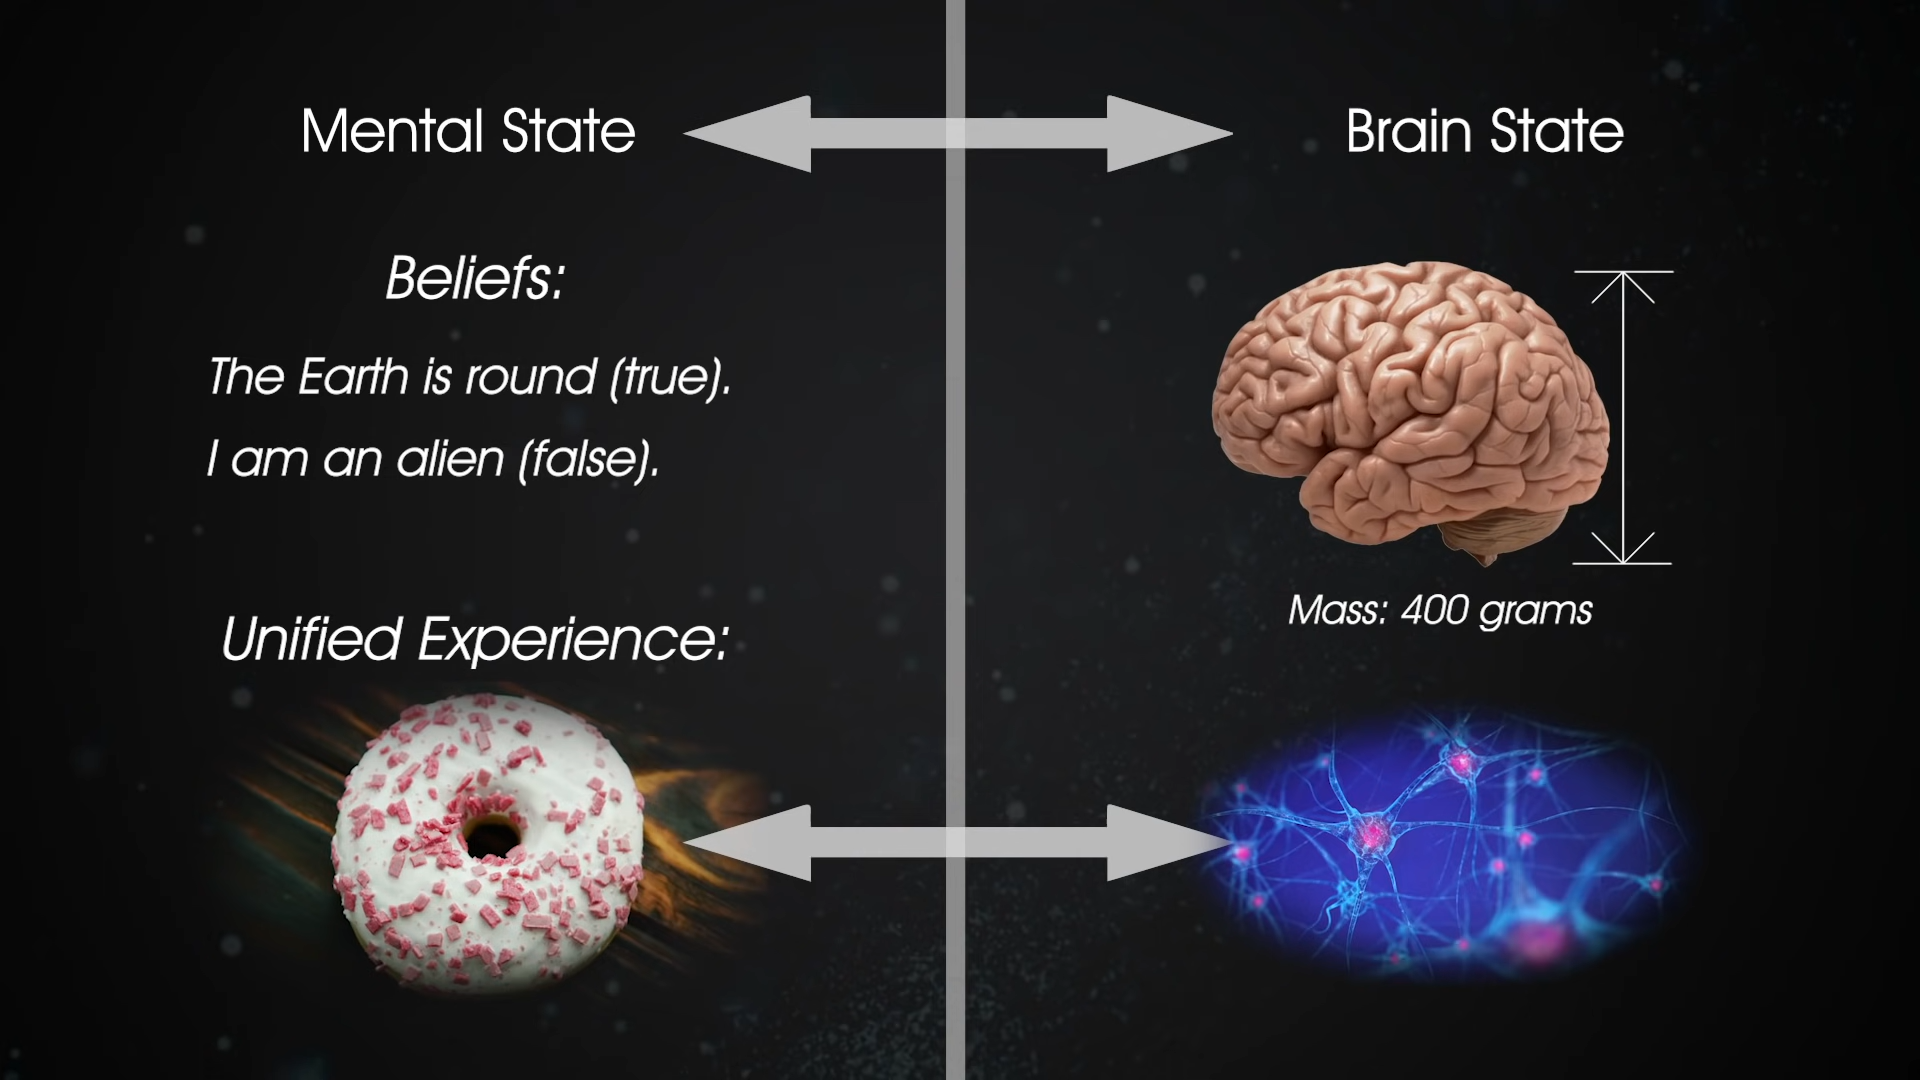 Mental State
Brain State
Beliefs:
The Earth is round (true).
I am an alien (false).
Mass: 400 grams
Unified Experience: